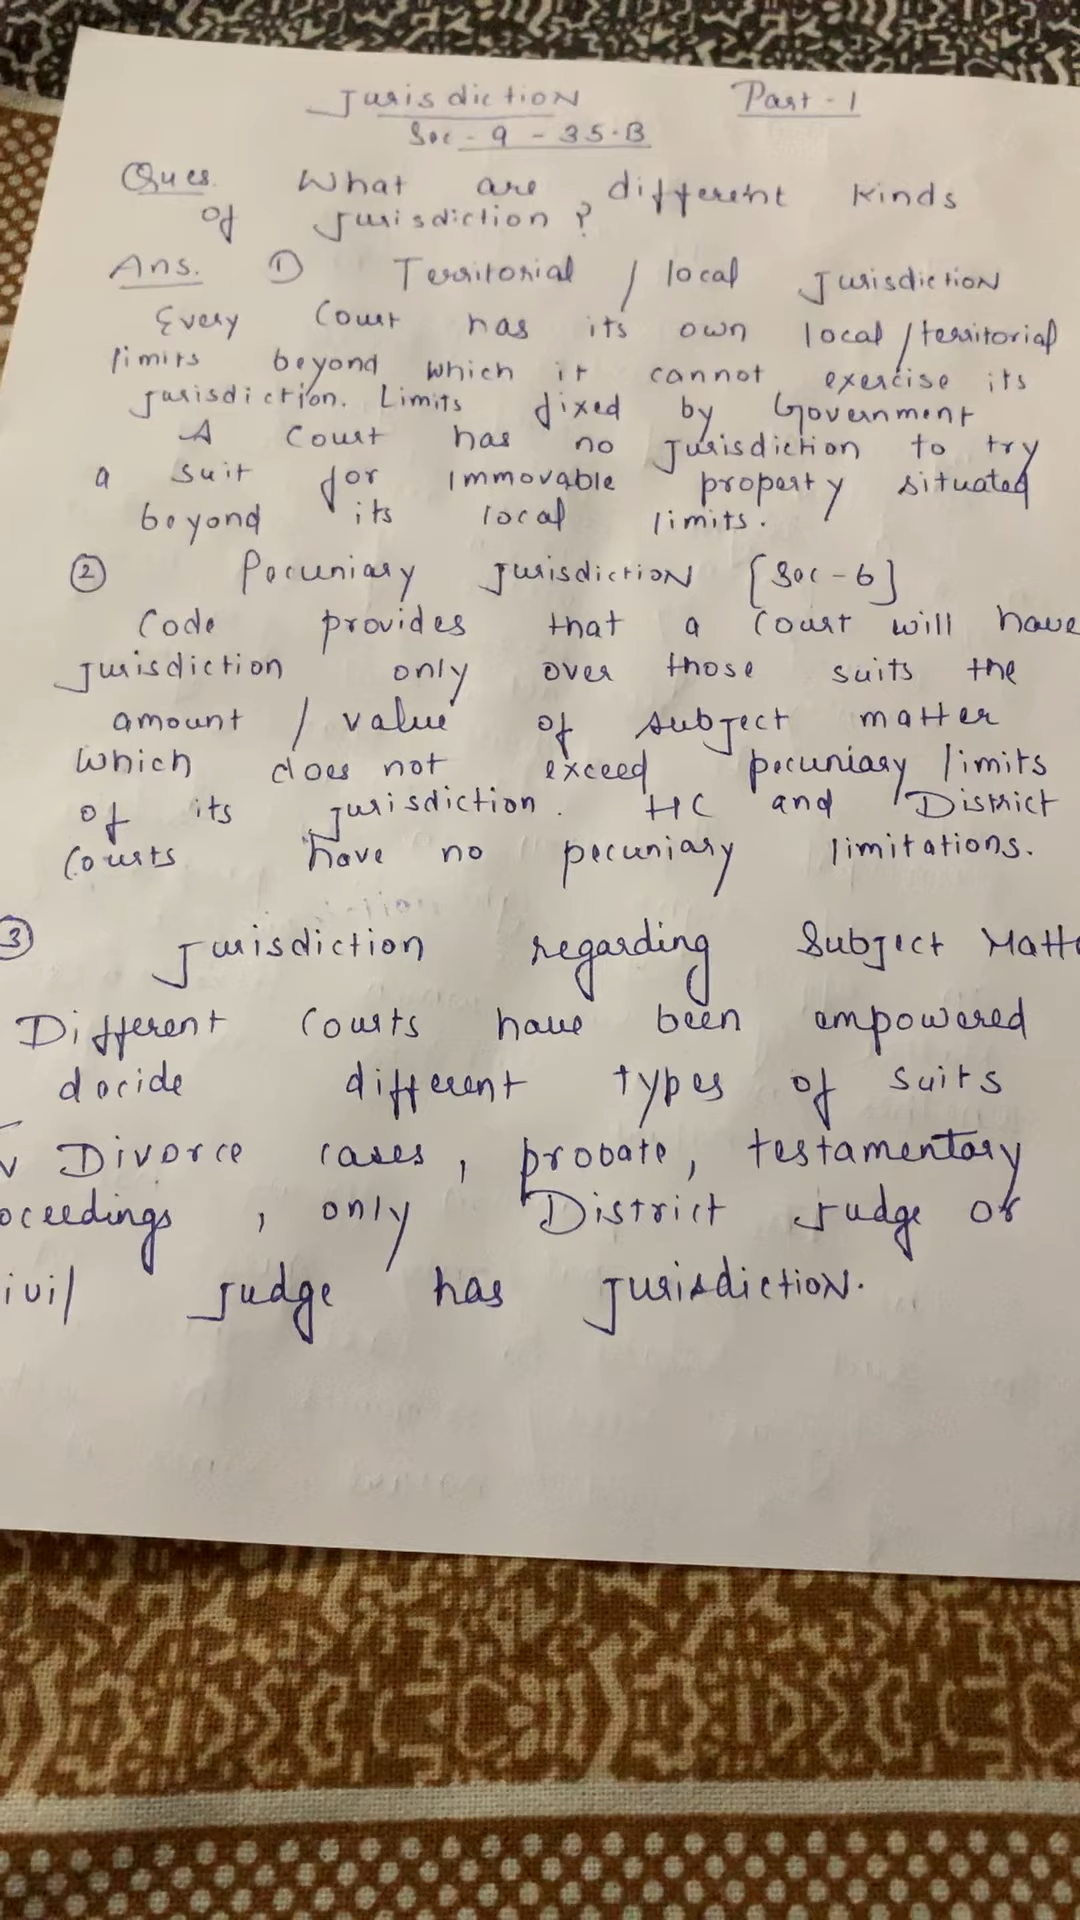 Jurisdiction Part - 1
Sec - 9 - 35-B
Ques. What are different kinds
of jurisdiction ?
Ans. 1) Territorial / local Jurisdiction
Every Court has its own local / territorial
limits beyond which it cannot exercise its
jurisdiction. Limits fixed by Government
A Court has no jurisdiction to try
a suit for immovable property situated
beyond its local limits.
② Pecuniary Jurisdiction [Sec - 6]
Code provides that a Court will have
jurisdiction only over those suits the
amount / value of subject matter
which does not exceed pecuniary limits
of its jurisdiction. HC and District
Courts have no pecuniary limitations.
③ Jurisdiction regarding Subject Matte
Different Courts have been empowered
decide different types of suits
Divorce cases, probate, testamentary
oceedings, only District Judge or
ivil Judge has jurisdiction.